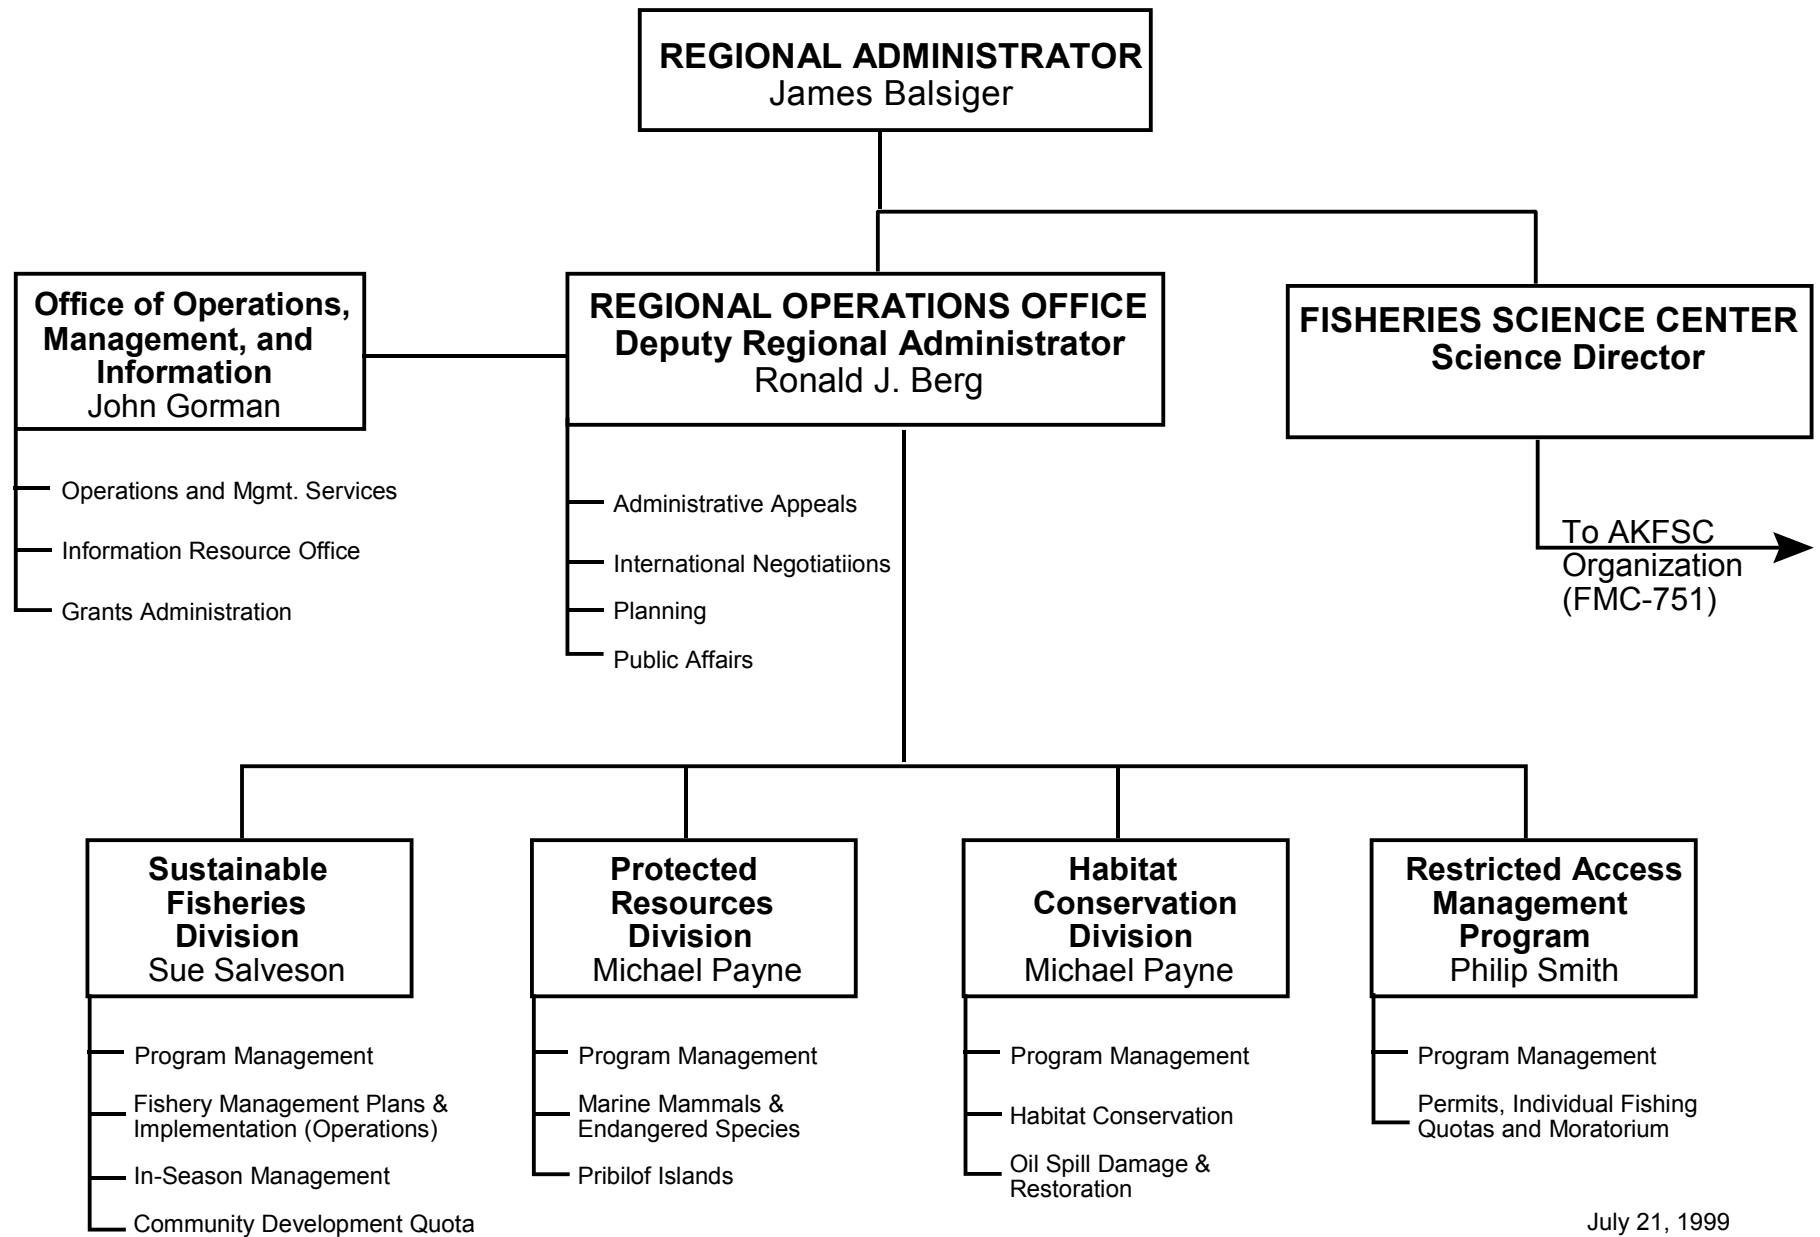 REGIONAL ADMINISTRATOR
James Balsiger
Office of Operations,
Management, and
Information
John Gorman
Operations and Mgmt. Services
Information Resource Office
Grants Administration
REGIONAL OPERATIONS OFFICE
Deputy Regional Administrator
Ronald J. Berg
Administrative Appeals
International Negotiatiions
Planning
Public Affairs
FISHERIES SCIENCE CENTER
Science Director
To AKFSC
Organization
(FMC-751)
Sustainable
Fisheries
Division
Sue Salveson
Program Management
Fishery Management Plans &
Implementation (Operations)
In-Season Management
Community Development Quota
Protected
Resources
Division
Michael Payne
Program Management
Marine Mammals &
Endangered Species
Pribilof Islands
Habitat
Conservation
Division
Michael Payne
Program Management
Habitat Conservation
Oil Spill Damage &
Restoration
Restricted Access
Management
Program
Philip Smith
Program Management
Permits, Individual Fishing
Quotas and Moratorium
July 21, 1999